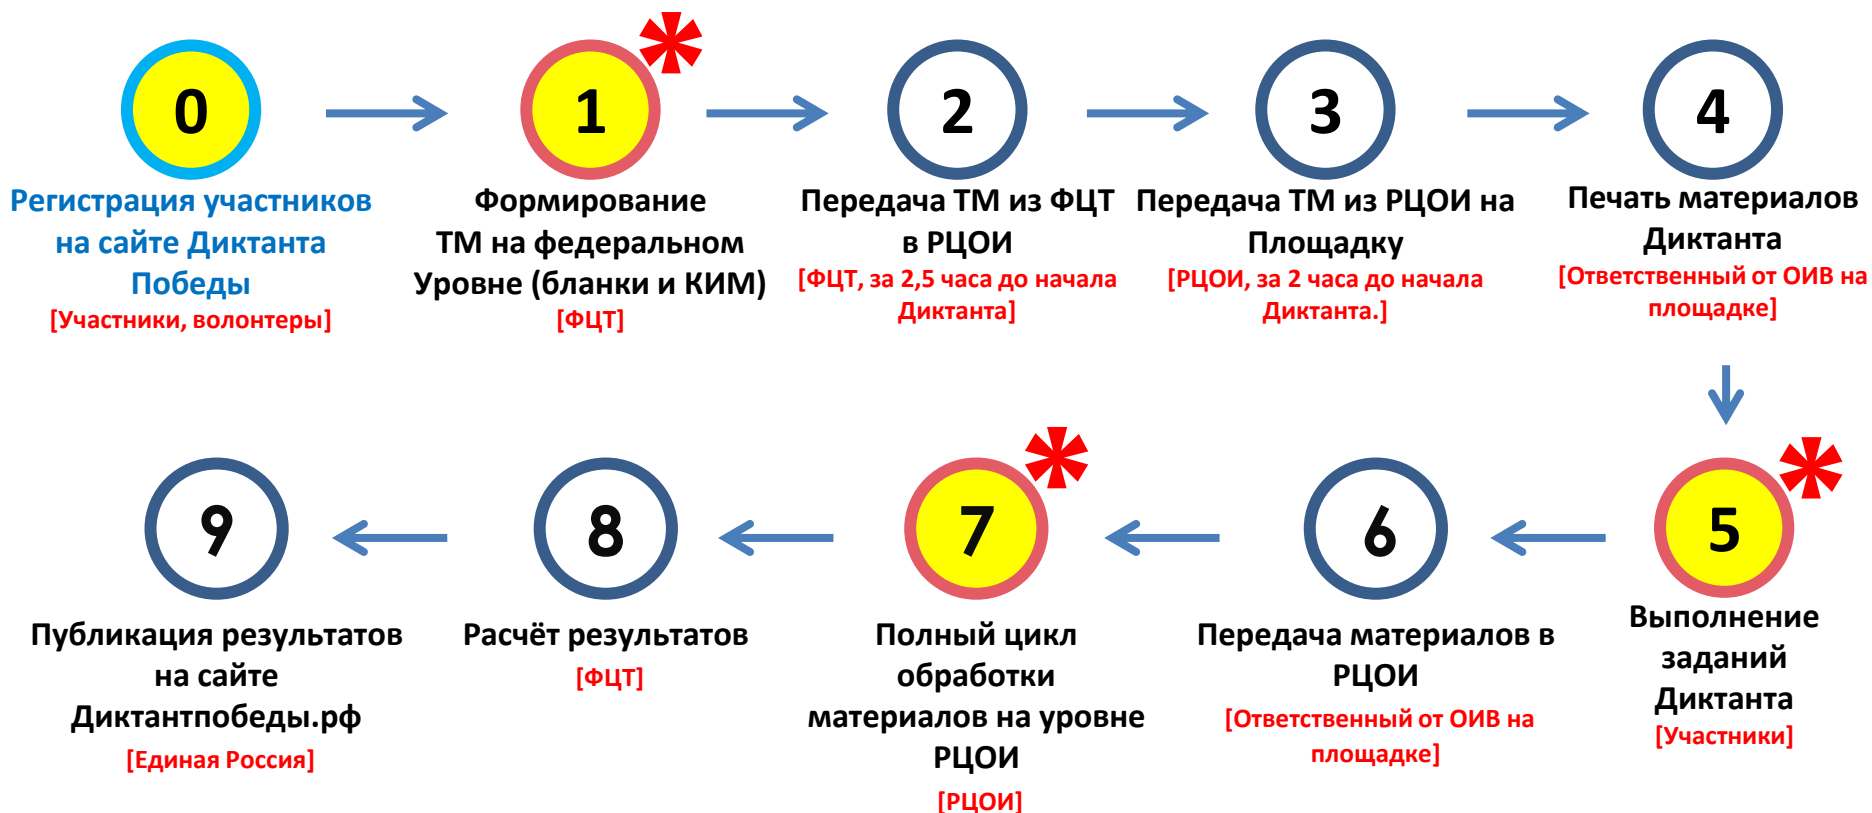 0
Регистрация участников
на сайте Диктанта
Победы
[Участники, волонтеры]
*
1
Формирование
ТМ на федеральном
Уровне (бланки и КИМ)
[ФЦТ]
2
Передача ТМ из ФЦТ
в РЦОИ
[ФЦТ, за 2,5 часа до начала
Диктанта]
3
Передача ТМ из РЦОИ на
Площадку
[РЦОИ, за 2 часа до начала
Диктанта.]
4
Печать материалов
Диктанта
[Ответственный от ОИВ на
площадке]
*
5
Выполнение
заданий
Диктанта
[Участники]
6
Передача материалов в
РЦОИ
[Ответственный от ОИВ на
площадке]
*
7
Полный цикл
обработки
материалов на уровне
РЦОИ
[РЦОИ]
8
Расчёт результатов
[ФЦТ]
9
Публикация результатов
на сайте
Диктантпобеды.рф
[Единая Россия]